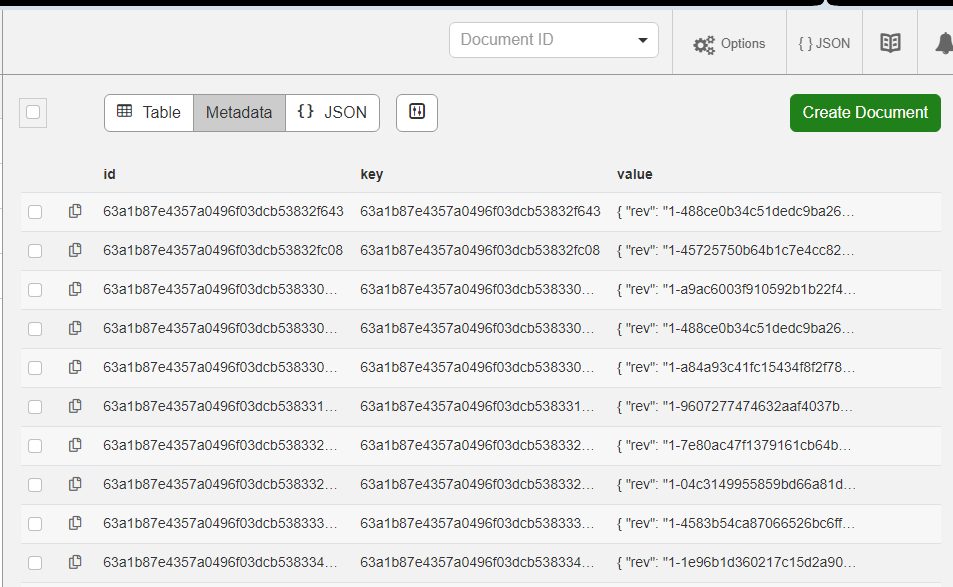 Document ID Options { } JSON
Table Metadata {} JSON Create Document
id key value
63a1b87e4357a0496f03dcb53832f643 63a1b87e4357a0496f03dcb53832f643 { "rev": "1-488ce0b34c51dedc9ba26...
63a1b87e4357a0496f03dcb53832fc08 63a1b87e4357a0496f03dcb53832fc08 { "rev": "1-45725750b64b1c7e4cc82...
63a1b87e4357a0496f03dcb538330... 63a1b87e4357a0496f03dcb538330... { "rev": "1-a9ac6003f910592b1b22f4...
63a1b87e4357a0496f03dcb538330... 63a1b87e4357a0496f03dcb538330... { "rev": "1-488ce0b34c51dedc9ba26...
63a1b87e4357a0496f03dcb538330... 63a1b87e4357a0496f03dcb538330... { "rev": "1-a84a93c41fc15434f8f2f78...
63a1b87e4357a0496f03dcb538331... 63a1b87e4357a0496f03dcb538331... { "rev": "1-9607277474632aaf4037b...
63a1b87e4357a0496f03dcb538332... 63a1b87e4357a0496f03dcb538332... { "rev": "1-7e80ac47f1379161cb64b...
63a1b87e4357a0496f03dcb538332... 63a1b87e4357a0496f03dcb538332... { "rev": "1-04c3149955859bd66a81d...
63a1b87e4357a0496f03dcb538333... 63a1b87e4357a0496f03dcb538333... { "rev": "1-4583b54ca87066526bc6ff...
63a1b87e4357a0496f03dcb538334... 63a1b87e4357a0496f03dcb538334... { "rev": "1-1e96b1d360217c15d2a90...